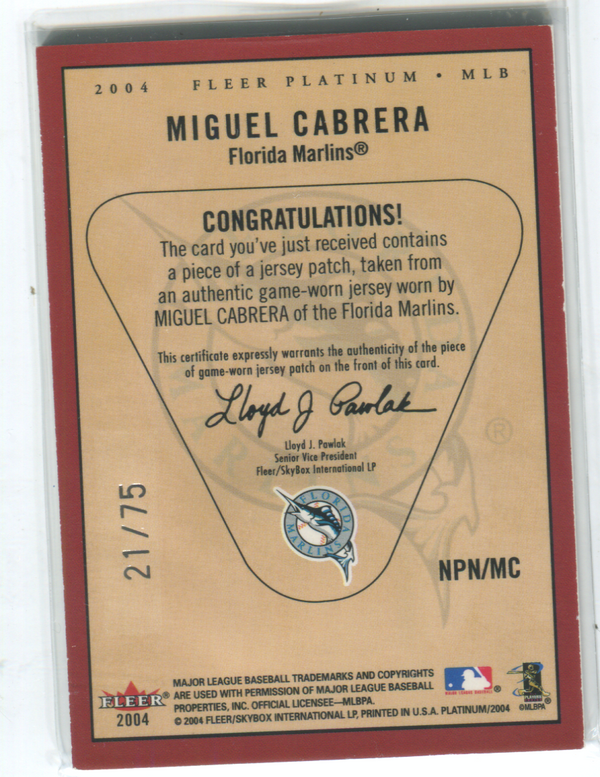 2004 FLEER PLATINUM • MLB
MIGUEL CABRERA
Florida Marlins®
CONGRATULATIONS!
The card you've just received contains
a piece of a jersey patch, taken from
an authentic game-worn jersey worn by
MIGUEL CABRERA of the Florida Marlins.
This certificate expressly warrants the authenticity of the piece
of game-worn jersey patch on the front of this card.
Lloyd J Pawlak
Lloyd J. Pawlak
Senior Vice President
Fleer/SkyBox International LP
®
FLORIDA
MARLINS
21/75
NPN/MC
FLEER®
2004
MAJOR LEAGUE BASEBALL TRADEMARKS AND COPYRIGHTS
ARE USED WITH PERMISSION OF MAJOR LEAGUE BASEBALL
PROPERTIES, INC. OFFICIAL LICENSEE—MLBPA.
© 2004 FLEER/SKYBOX INTERNATIONAL LP, PRINTED IN U.S.A. PLATINUM/2004
MAJOR LEAGUE BASEBALL ®
©MLBPA